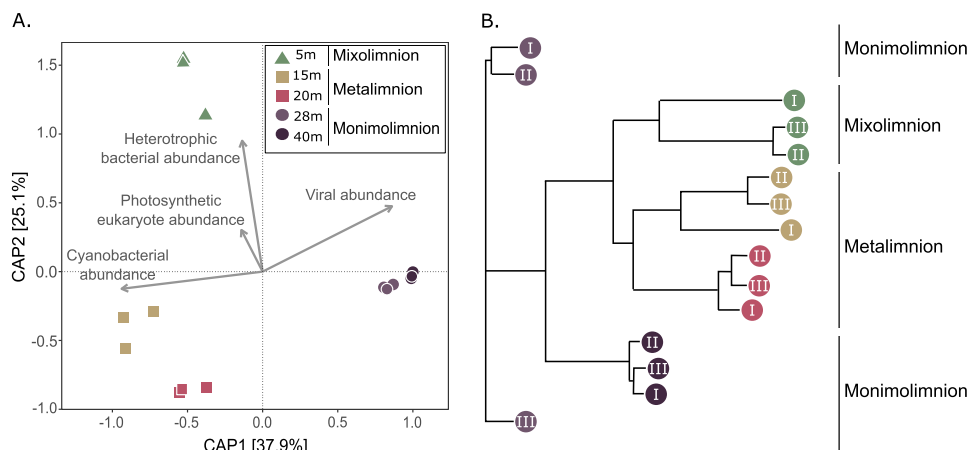 A.
B.
5m
Mixolimnion
15m
20m
Metalimnion
28m
40m
Monimolimnion
Heterotrophic
bacterial abundance
Photosynthetic
eukaryote abundance
Cyanobacterial
abundance
Viral abundance
1.5
1.0
0.5
0.0
-0.5
-1.0
CAP2 [25.1%]
-1.0
-0.5
0.0
0.5
1.0
CAP1 [37.9%]
I
II
Monimolimnion
I
III
II
Mixolimnion
II
III
I
II
III
I
Metalimnion
II
III
I
III
Monimolimnion